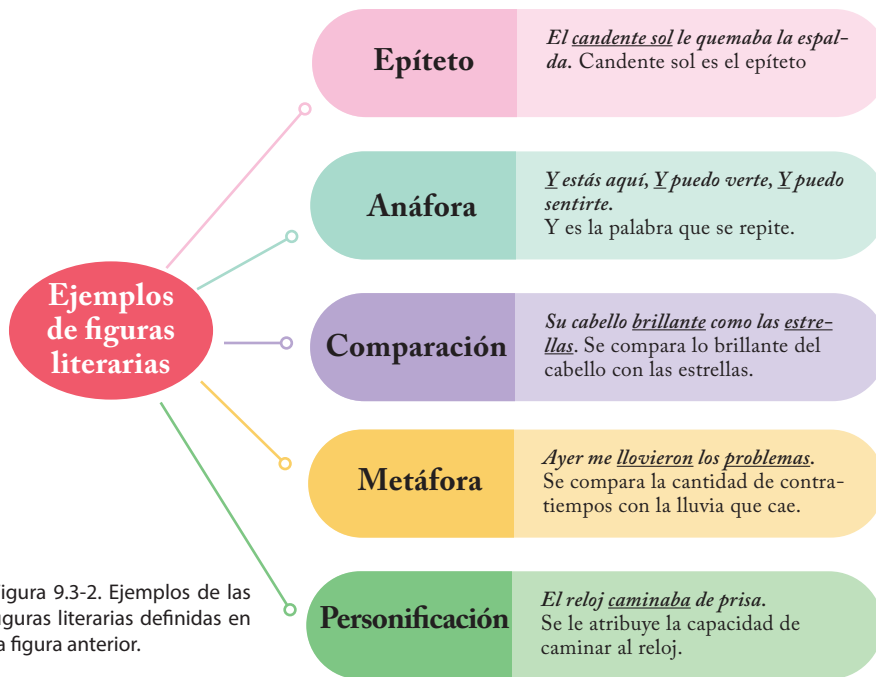 Ejemplos
de figuras
literarias
Epíteto
El candente sol le quemaba la espal-
da. Candente sol es el epíteto
Anáfora
Y estás aquí, Y puedo verte, Y puedo
sentirte.
Y es la palabra que se repite.
Comparación
Su cabello brillante como las estre-
llas. Se compara lo brillante del
cabello con las estrellas.
Metáfora
Ayer me llovieron los problemas.
Se compara la cantidad de contra-
tiempos con la lluvia que cae.
Personificación
El reloj caminaba de prisa.
Se le atribuye la capacidad de
caminar al reloj.
igura 9.3-2. Ejemplos de las
guras literarias definidas en
a figura anterior.